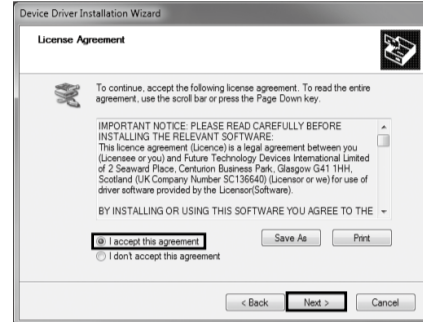 Device Driver Installation Wizard
License Agreement
To continue, accept the following license agreement. To read the entire
agreement, use the scroll bar or press the Page Down key.
IMPORTANT NOTICE: PLEASE READ CAREFULLY BEFORE
INSTALLING THE RELEVANT SOFTWARE:
This licence agreement (Licence) is a legal agreement between you
(Licensee or you) and Future Technology Devices International Limited
of 2 Seaward Place, Centurion Business Park, Glasgow G41 1HH,
Scotland (UK Company Number SC136640) (Licensor or we) for use of
driver software provided by the Licensor(Software).
BY INSTALLING OR USING THIS SOFTWARE YOU AGREE TO THE
I accept this agreement
Save As
Print
I don't accept this agreement
< Back
Next >
Cancel